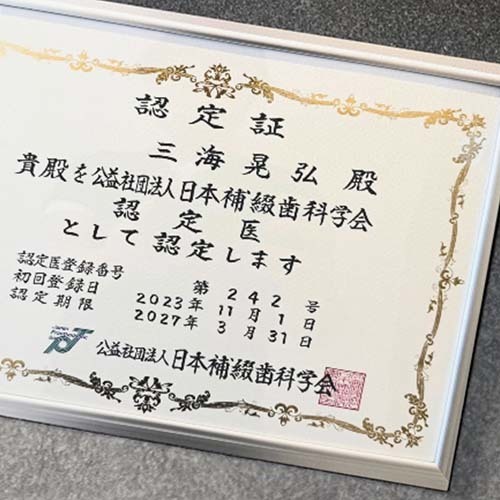 認定証
三海晃弘 殿
貴殿を公益社団法人日本補綴歯科学会
認定医
として認定します
認定医登録番号 第242号
初回登録日 2023年11月1日
認定期限 2027年3月31日
公益社団法人日本補綴歯科学会